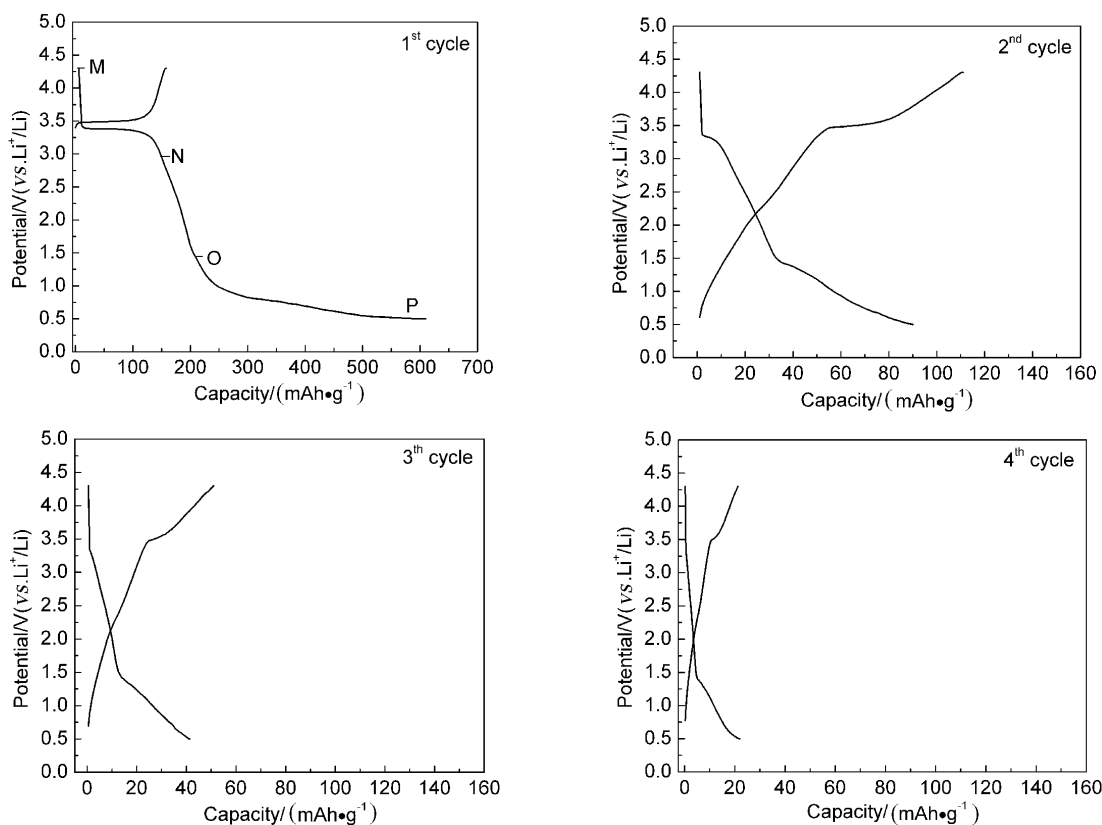 5.0
4.5
4.0
3.5
3.0
2.5
2.0
1.5
1.0
0.5
0.0
Potential/V(vs.Li⁺/Li)
1ˢᵗ cycle
M
N
O
P
0 100 200 300 400 500 600 700
Capacity/(mAh•g⁻¹)
5.0
4.5
4.0
3.5
3.0
2.5
2.0
1.5
1.0
0.5
0.0
Potential/V(vs.Li⁺/Li)
2ⁿᵈ cycle
0 20 40 60 80 100 120 140 160
Capacity/(mAh•g⁻¹)
5.0
4.5
4.0
3.5
3.0
2.5
2.0
1.5
1.0
0.5
0.0
Potential/V(vs.Li⁺/Li)
3ᵗʰ cycle
0 20 40 60 80 100 120 140 160
Capacity/(mAh•g⁻¹)
5.0
4.5
4.0
3.5
3.0
2.5
2.0
1.5
1.0
0.5
0.0
Potential/V(vs.Li⁺/Li)
4ᵗʰ cycle
0 20 40 60 80 100 120 140 160
Capacity/(mAh•g⁻¹)